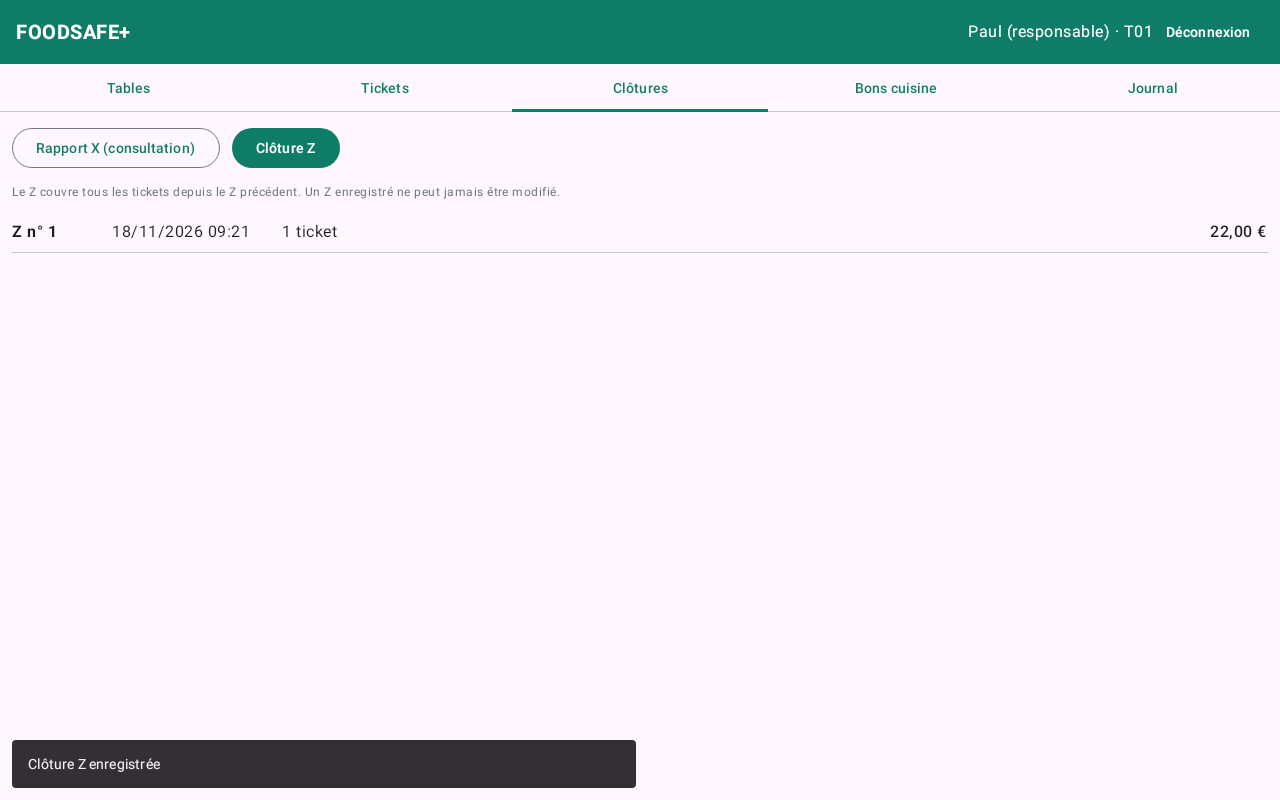 FOODSAFE+
Paul (responsable) · T01 Déconnexion
Tables Tickets Clôtures Bons cuisine Journal
Rapport X (consultation) Clôture Z
Le Z couvre tous les tickets depuis le Z précédent. Un Z enregistré ne peut jamais être modifié.
Z n° 1 18/11/2026 09:21 1 ticket 22,00 €
Clôture Z enregistrée